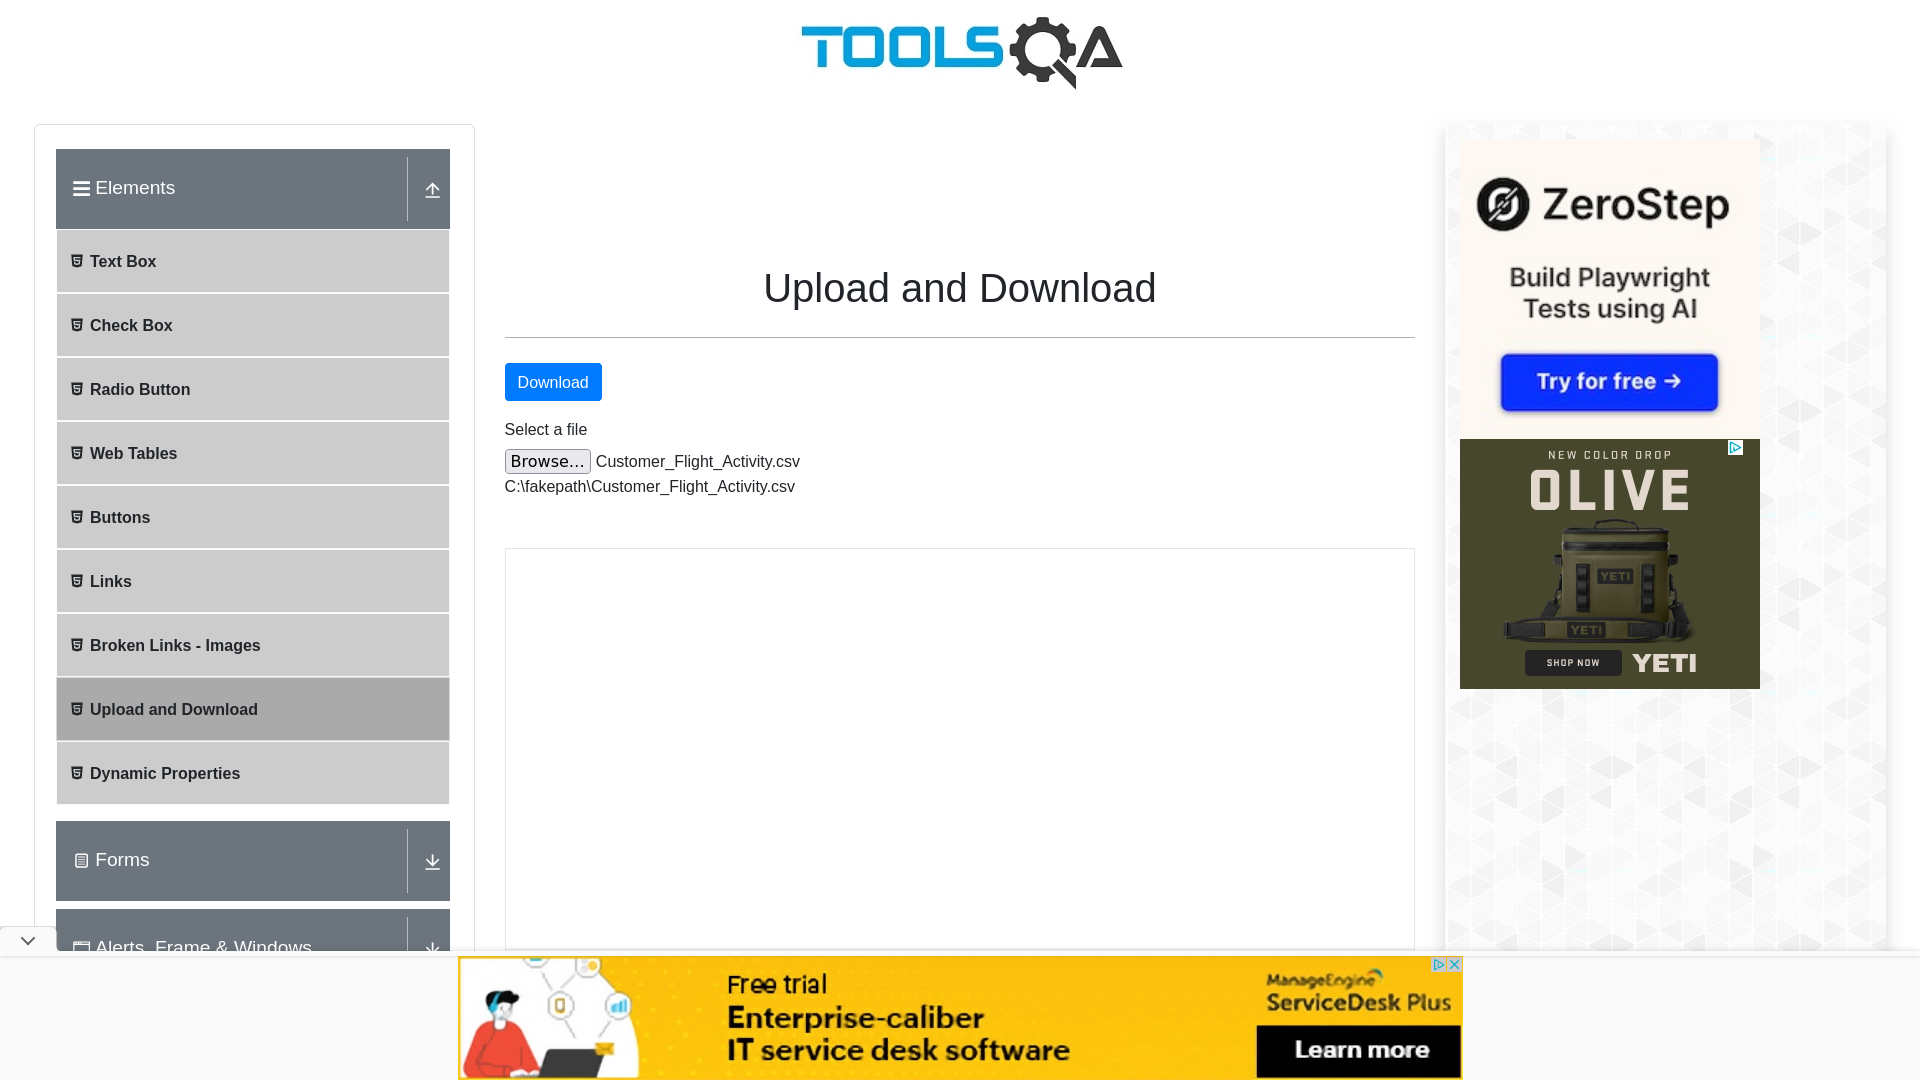 TOOLSQA
Elements
Text Box
Check Box
Radio Button
Web Tables
Buttons
Links
Broken Links - Images
Upload and Download
Dynamic Properties
Forms
Alerts, Frame & Windows
Upload and Download
Download
Select a file
Browse... Customer_Flight_Activity.csv
C:\fakepath\Customer_Flight_Activity.csv
ZeroStep
Build Playwright
Tests using AI
Try for free →
NEW COLOR DROP
OLIVE
YETI
YETI
SHOP NOW YETI
Free trial
Enterprise-caliber
IT service desk software
ManageEngine
ServiceDesk Plus
Learn more